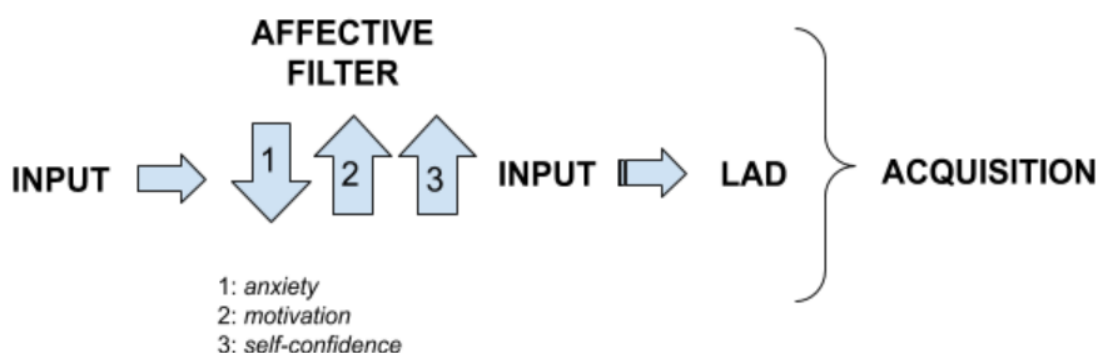 AFFECTIVE
FILTER
INPUT
1
2
3
INPUT
LAD
ACQUISITION
1: anxiety
2: motivation
3: self-confidence